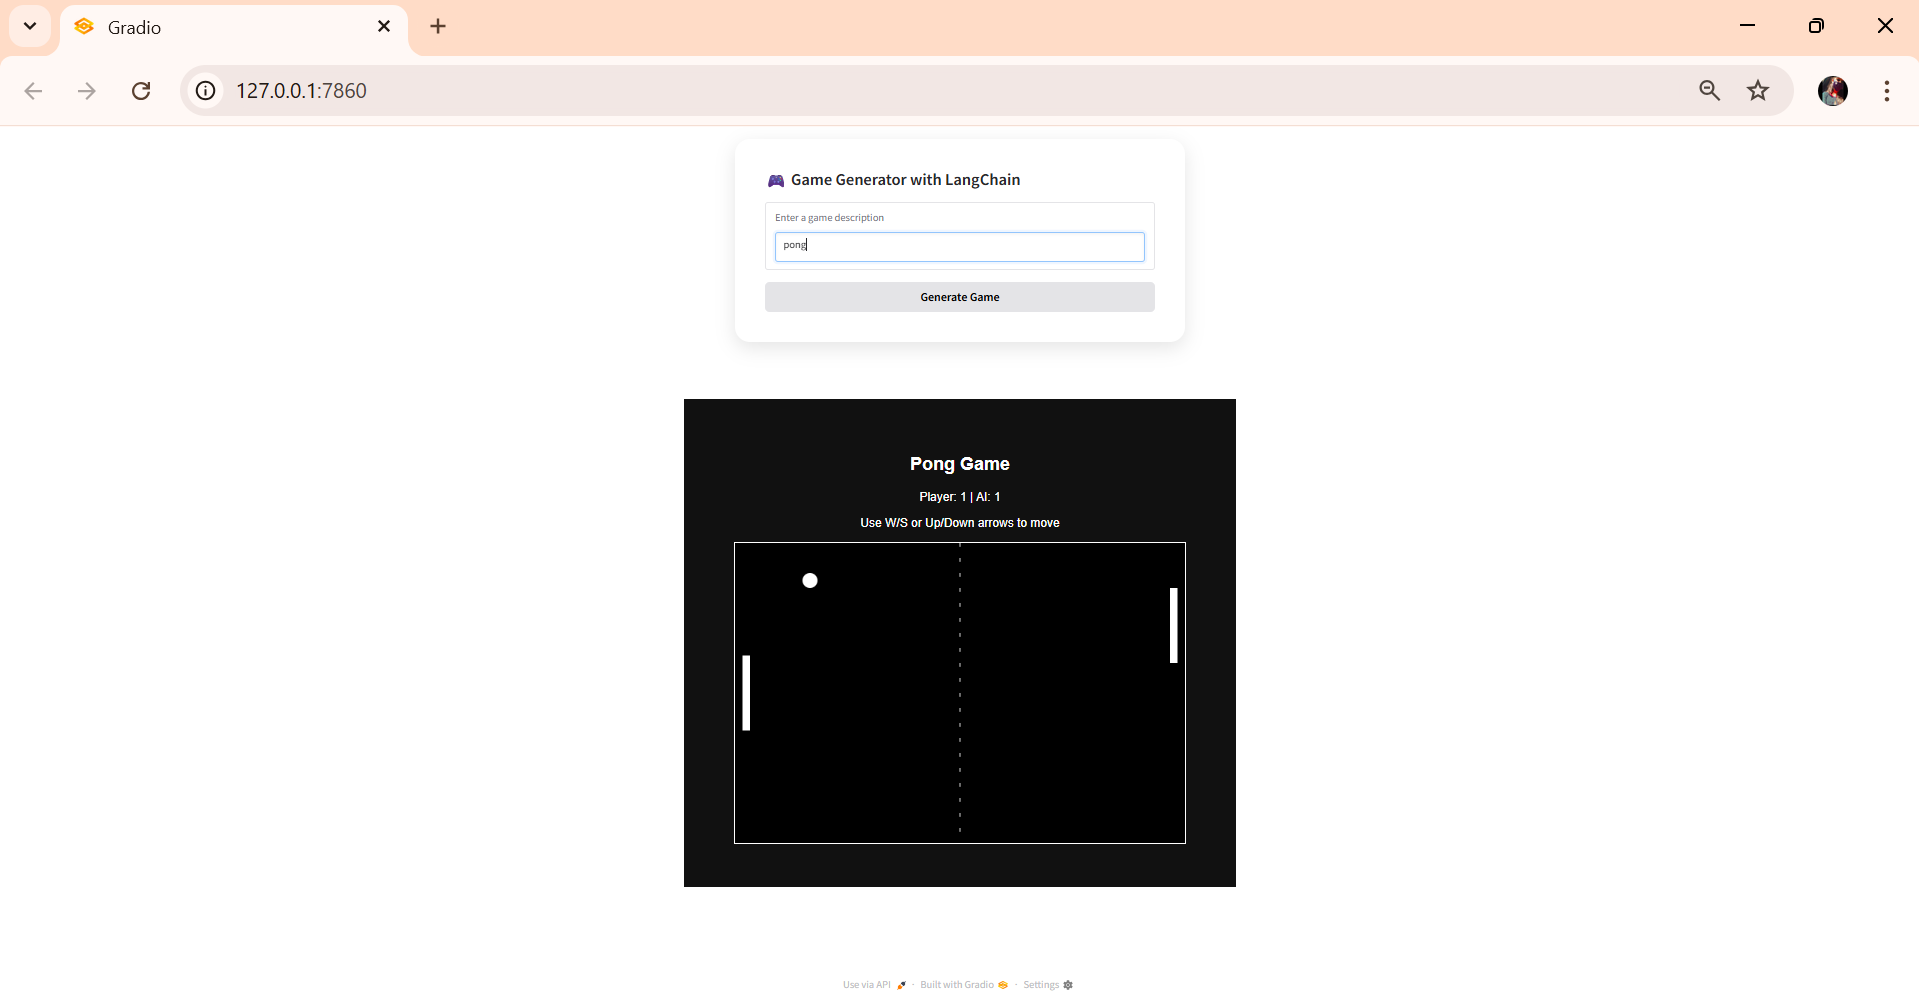 Gradio
127.0.0.1:7860
🎮 Game Generator with LangChain
Enter a game description
pong
Generate Game
Pong Game
Player: 1 | AI: 1
Use W/S or Up/Down arrows to move
Use via API 🚀 · Built with Gradio · Settings ⚙️